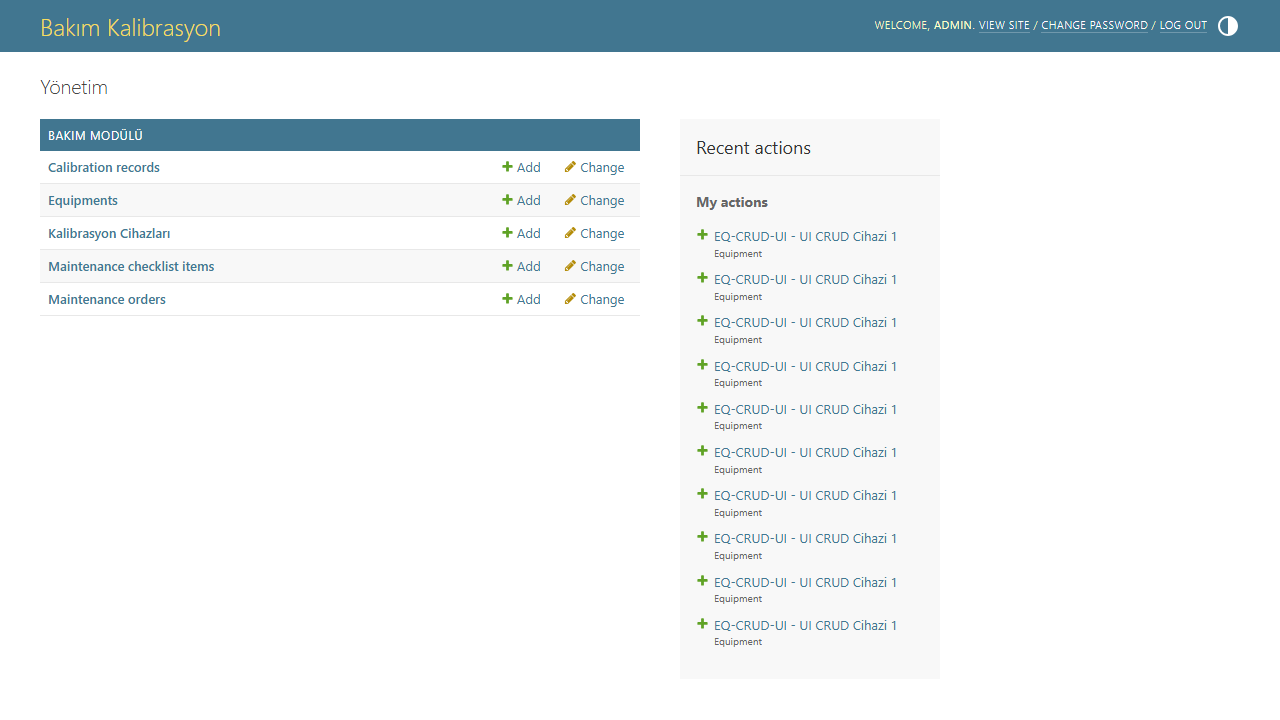 Bakım Kalibrasyon
WELCOME, ADMIN. VIEW SITE / CHANGE PASSWORD / LOG OUT
Yönetim
BAKIM MODÜLÜ
Calibration records Add Change
Equipments Add Change
Kalibrasyon Cihazları Add Change
Maintenance checklist items Add Change
Maintenance orders Add Change
Recent actions
My actions
EQ-CRUD-UI - UI CRUD Cihazi 1
Equipment
EQ-CRUD-UI - UI CRUD Cihazi 1
Equipment
EQ-CRUD-UI - UI CRUD Cihazi 1
Equipment
EQ-CRUD-UI - UI CRUD Cihazi 1
Equipment
EQ-CRUD-UI - UI CRUD Cihazi 1
Equipment
EQ-CRUD-UI - UI CRUD Cihazi 1
Equipment
EQ-CRUD-UI - UI CRUD Cihazi 1
Equipment
EQ-CRUD-UI - UI CRUD Cihazi 1
Equipment
EQ-CRUD-UI - UI CRUD Cihazi 1
Equipment
EQ-CRUD-UI - UI CRUD Cihazi 1
Equipment